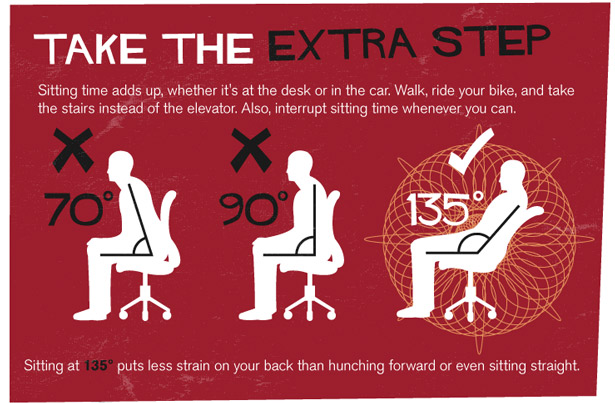 TAKE THE EXTRA STEP
Sitting time adds up, whether it's at the desk or in the car. Walk, ride your bike, and take
the stairs instead of the elevator. Also, interrupt sitting time whenever you can.
70° 90° 135°
Sitting at 135° puts less strain on your back than hunching forward or even sitting straight.